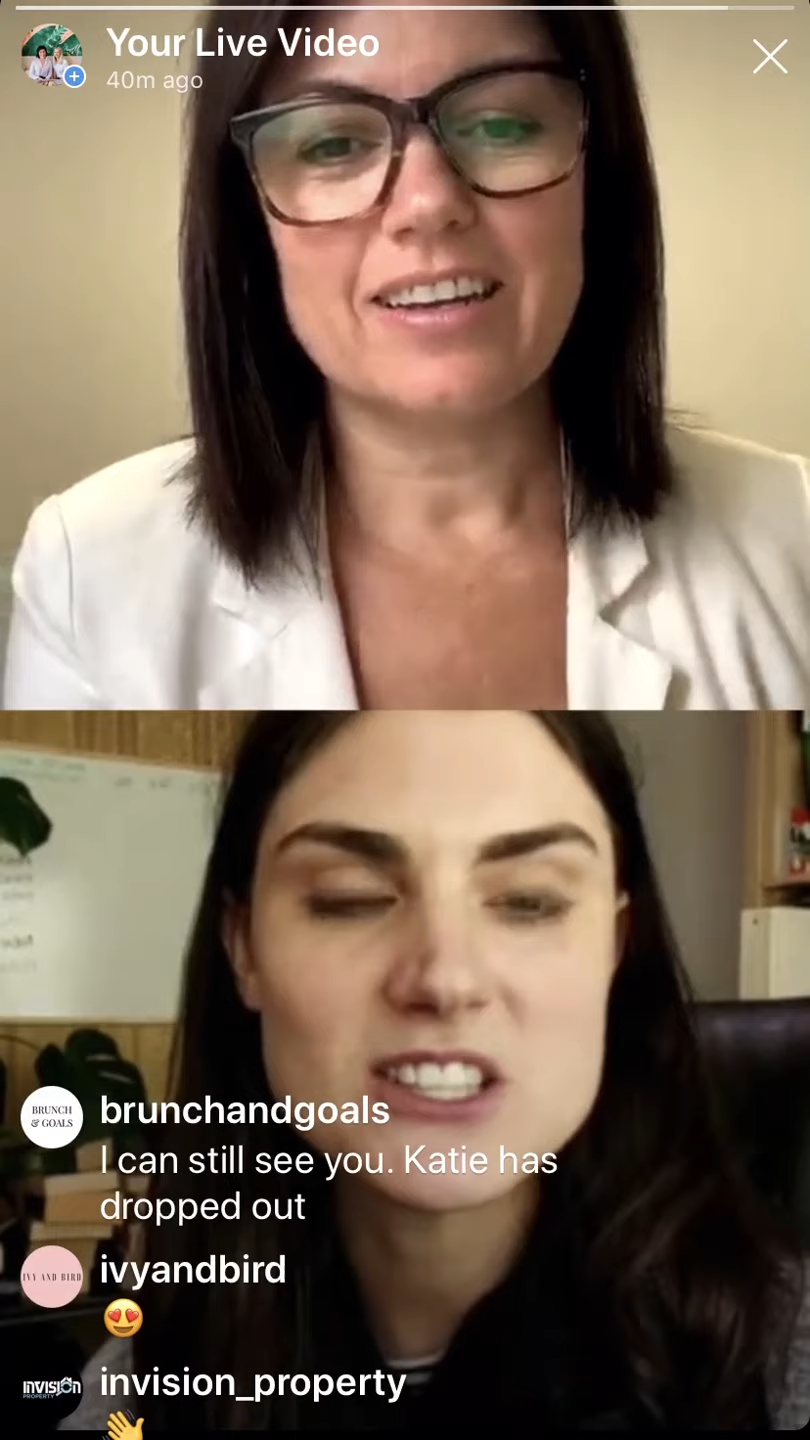 Your Live Video
40m ago
BRUNCH
& GOALS
brunchandgoals
I can still see you. Katie has
dropped out
IVY AND BIRD
ivyandbird
😍
INVISION
PROPERTY
invision_property
👋